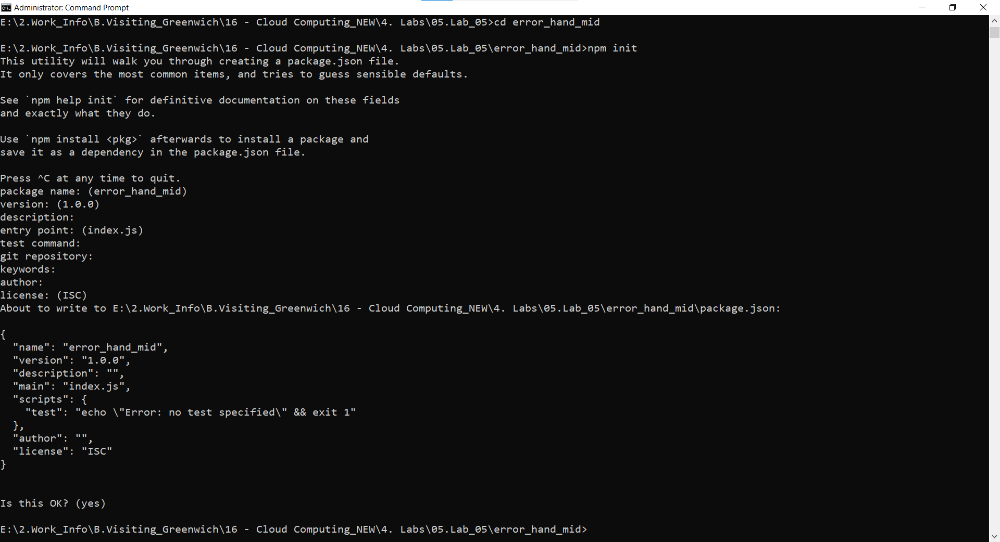 Administrator: Command Prompt
E:\2.Work_Info\B.Visiting_Greenwich\16 - Cloud Computing_NEW\4. Labs\05.Lab_05>cd error_hand_mid
E:\2.Work_Info\B.Visiting_Greenwich\16 - Cloud Computing_NEW\4. Labs\05.Lab_05\error_hand_mid>npm init
This utility will walk you through creating a package.json file.
It only covers the most common items, and tries to guess sensible defaults.
See `npm help init` for definitive documentation on these fields
and exactly what they do.
Use `npm install <pkg>` afterwards to install a package and
save it as a dependency in the package.json file.
Press ^C at any time to quit.
package name: (error_hand_mid)
version: (1.0.0)
description:
entry point: (index.js)
test command:
git repository:
keywords:
author:
license: (ISC)
About to write to E:\2.Work_Info\B.Visiting_Greenwich\16 - Cloud Computing_NEW\4. Labs\05.Lab_05\error_hand_mid\package.json:
{
  "name": "error_hand_mid",
  "version": "1.0.0",
  "description": "",
  "main": "index.js",
  "scripts": {
    "test": "echo \"Error: no test specified\" && exit 1"
  },
  "author": "",
  "license": "ISC"
}
Is this OK? (yes)
E:\2.Work_Info\B.Visiting_Greenwich\16 - Cloud Computing_NEW\4. Labs\05.Lab_05\error_hand_mid>